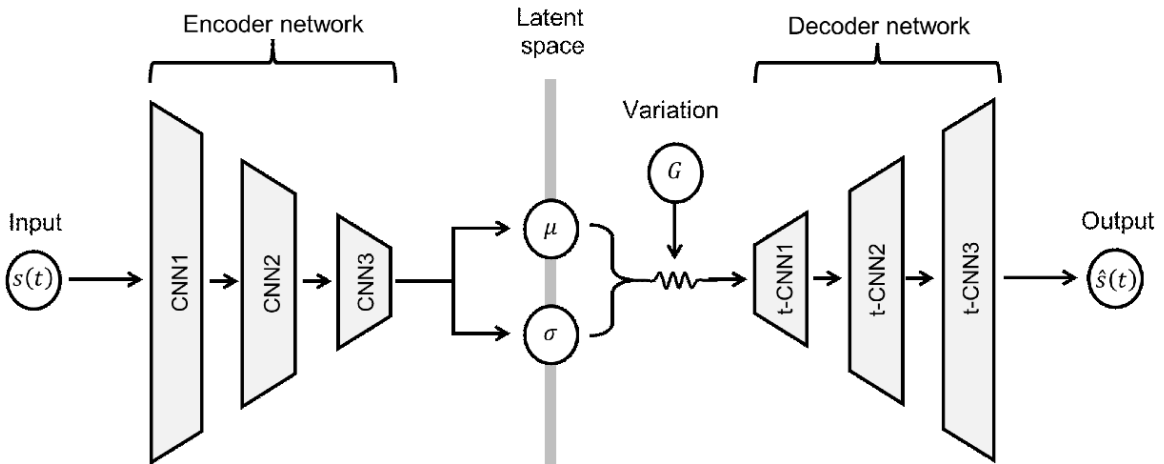 Encoder network
Latent
space
Decoder network
Variation
G
Input
s(t)
CNN1
CNN2
CNN3
μ
σ
t-CNN1
t-CNN2
t-CNN3
Output
ŝ(t)